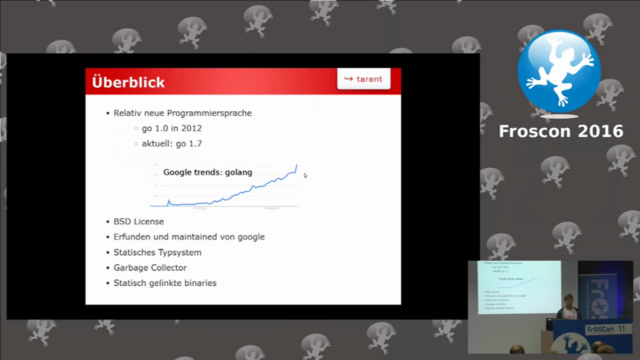 Überblick
tarent
Relativ neue Programmiersprache
go 1.0 in 2012
aktuell: go 1.7
Google trends: golang
BSD License
Erfunden und maintained von google
Statisches Typsystem
Garbage Collector
Statisch gelinkte binaries
Froscon 2016
FrOSCon 11